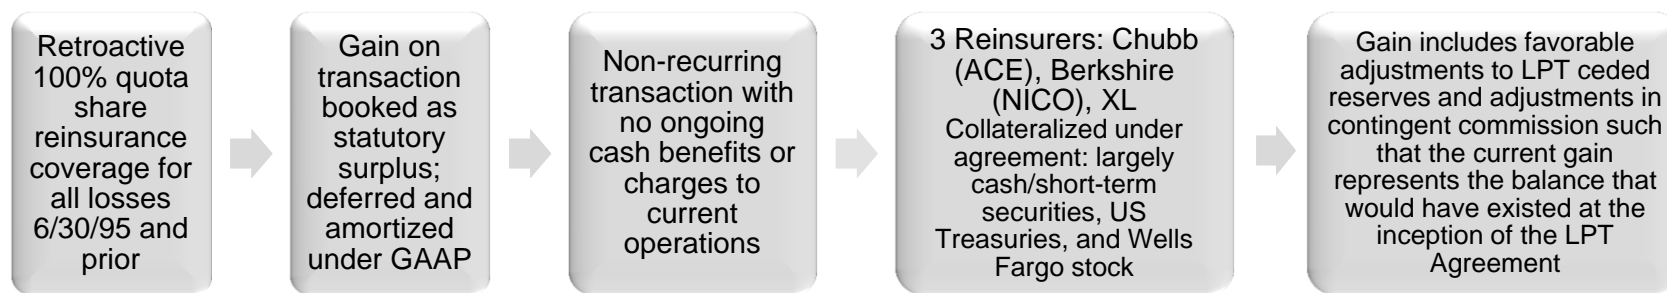 Retroactive
100% quota
share
reinsurance
coverage for
all losses
6/30/95 and
prior
Gain on
transaction
booked as
statutory
surplus;
deferred and
amortized
under GAAP
Non-recurring
transaction with
no ongoing
cash benefits or
charges to
current
operations
3 Reinsurers: Chubb
(ACE), Berkshire
(NICO), XL
Collateralized under
agreement: largely
cash/short-term
securities, US
Treasuries, and Wells
Fargo stock
Gain includes favorable
adjustments to LPT ceded
reserves and adjustments in
contingent commission such
that the current gain
represents the balance that
would have existed at the
inception of the LPT
Agreement